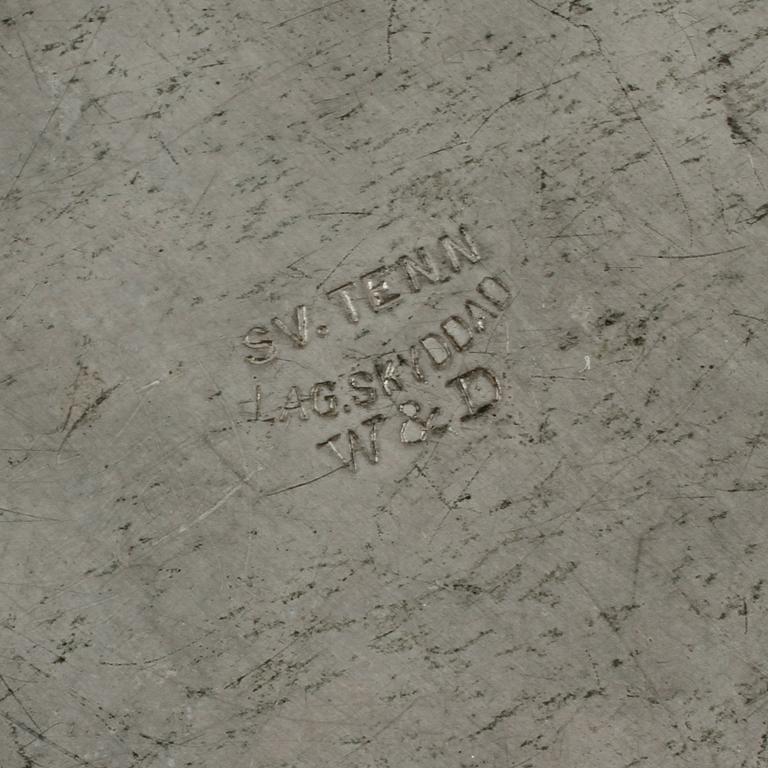 SV. TENN
LAG. SKYDDAD
W & D